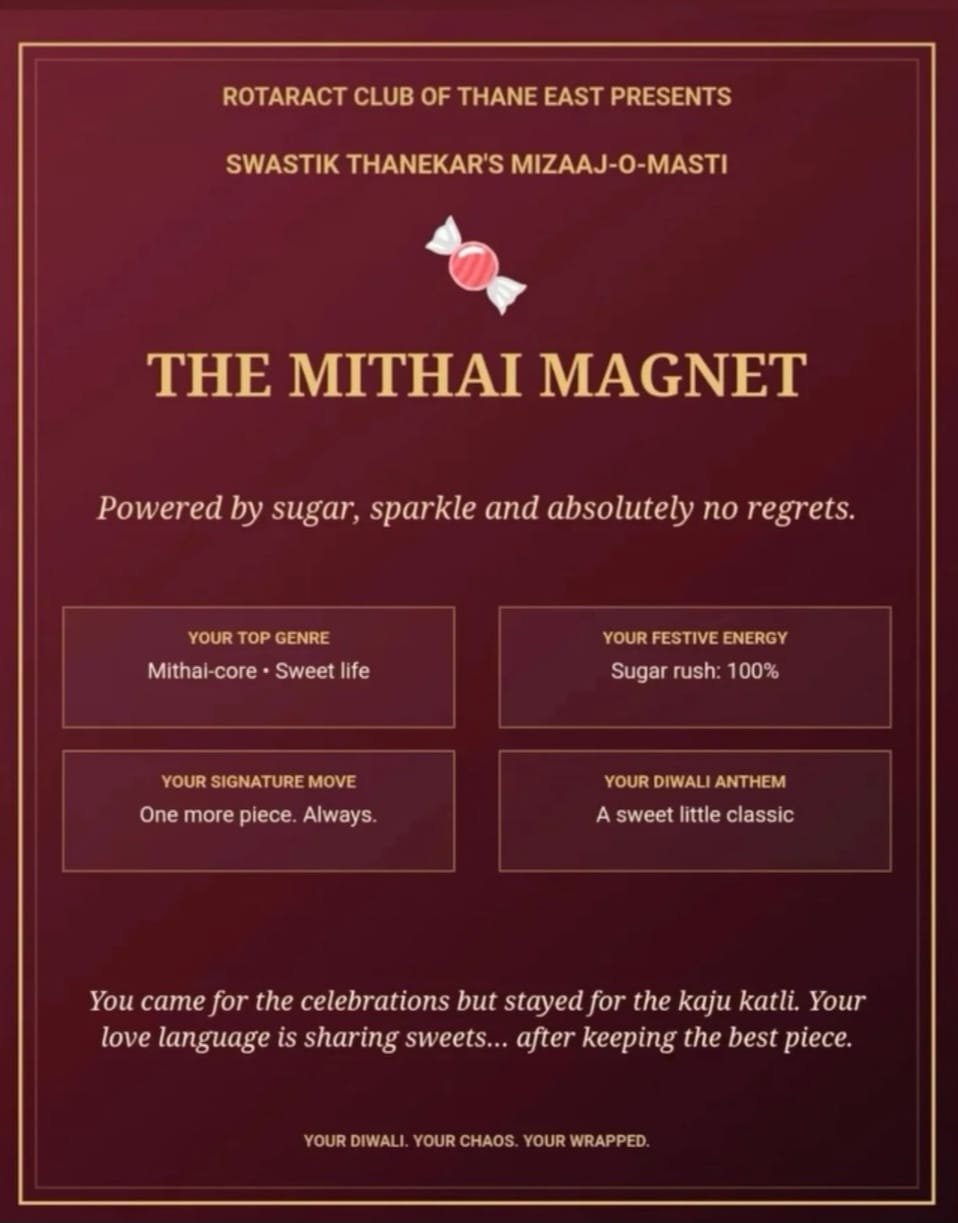 ROTARACT CLUB OF THANE EAST PRESENTS
SWASTIK THANEKAR'S MIZAAJ-O-MASTI
THE MITHAI MAGNET
Powered by sugar, sparkle and absolutely no regrets.
YOUR TOP GENRE
Mithai-core • Sweet life
YOUR FESTIVE ENERGY
Sugar rush: 100%
YOUR SIGNATURE MOVE
One more piece. Always.
YOUR DIWALI ANTHEM
A sweet little classic
You came for the celebrations but stayed for the kaju katli. Your
love language is sharing sweets... after keeping the best piece.
YOUR DIWALI. YOUR CHAOS. YOUR WRAPPED.